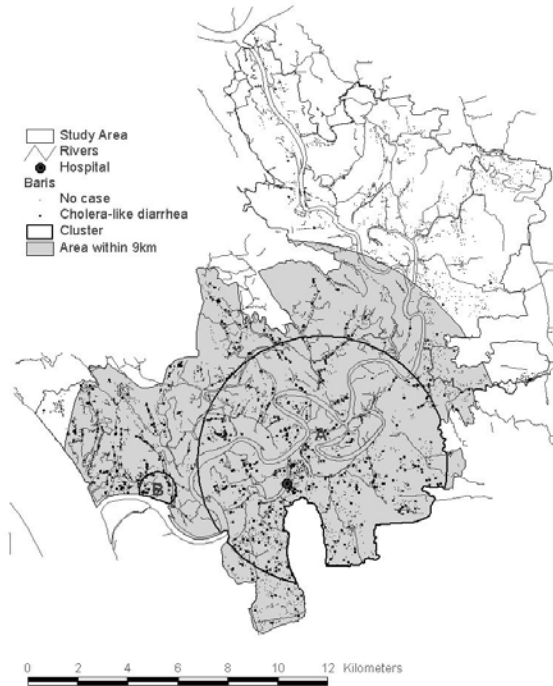 Study Area
Rivers
Hospital
Baris
No case
Cholera-like diarrhea
Cluster
Area within 9km
A
B
0 2 4 6 8 10 12 Kilometers